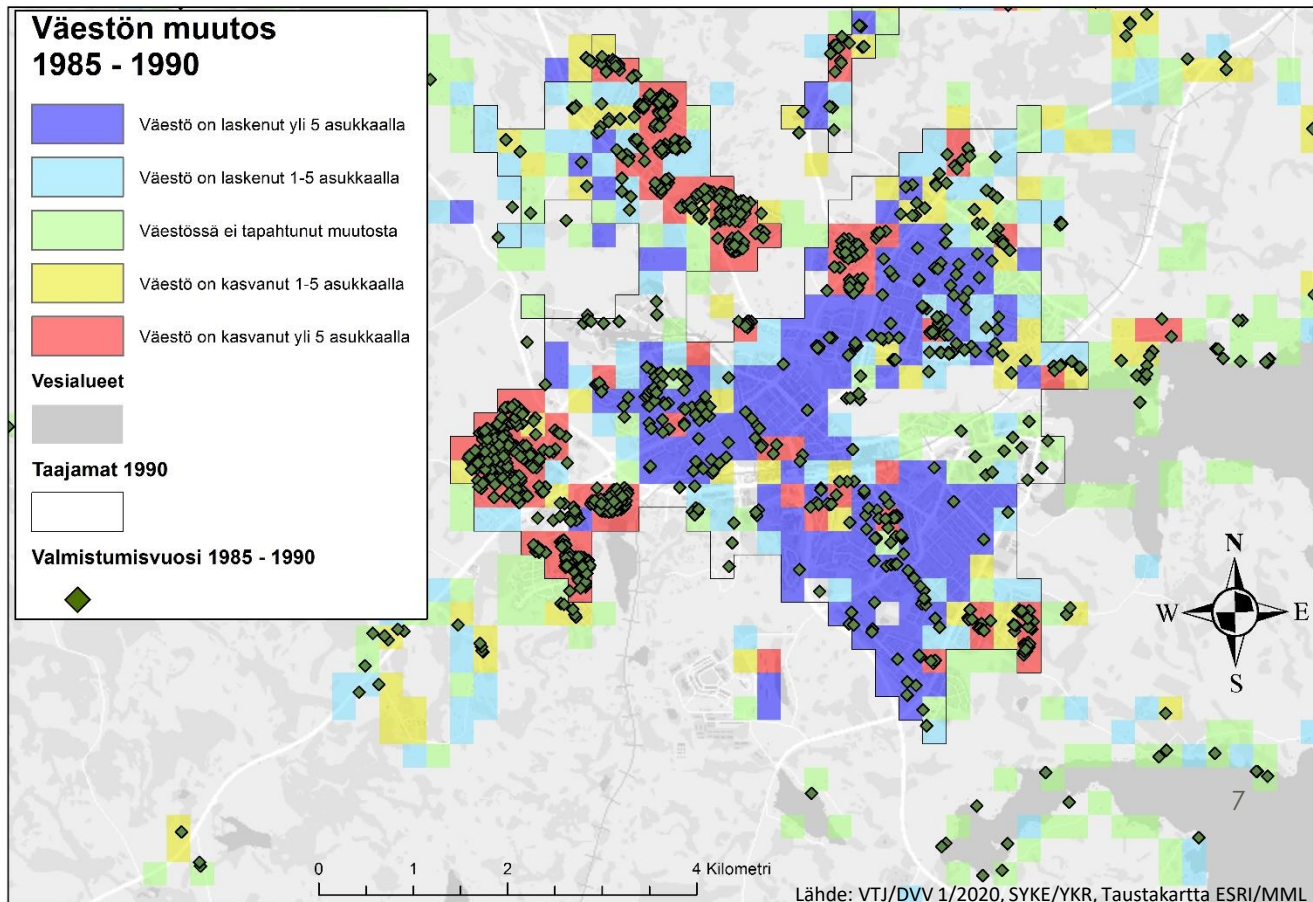 Väestön muutos
1985 - 1990
Väestö on laskenut yli 5 asukkaalla
Väestö on laskenut 1-5 asukkaalla
Väestössä ei tapahtunut muutosta
Väestö on kasvanut 1-5 asukkaalla
Väestö on kasvanut yli 5 asukkaalla
Vesialueet
Taajamat 1990
Valmistumisvuosi 1985 - 1990
N
W E
S
7
0 2 4 Kilometri
Lähde: VTJ/DVV 1/2020, SYKE/YKR, Taustakartta ESRI/MML